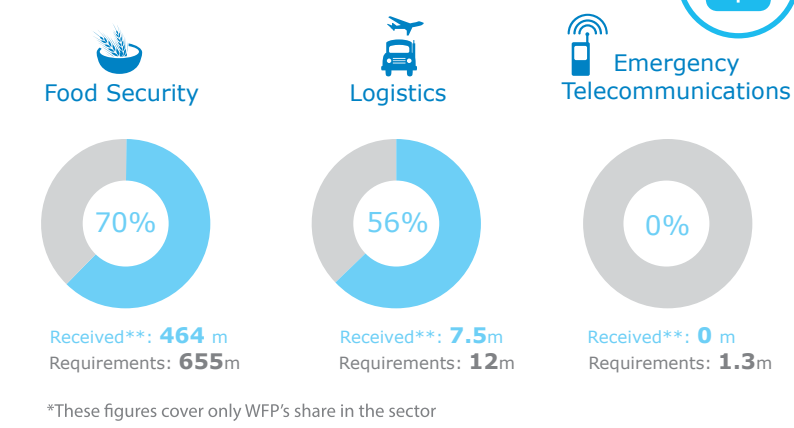 Food Security
Logistics
Emergency
Telecommunications
70%
56%
0%
Received**: 464 m
Requirements: 655m
Received**: 7.5m
Requirements: 12m
Received**: 0 m
Requirements: 1.3m
*These figures cover only WFP's share in the sector